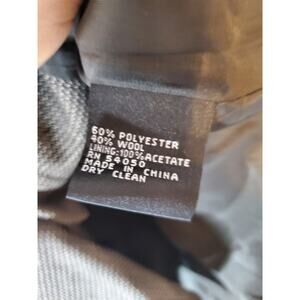 60% POLYESTER
40% WOOL
LINING: 100% ACETATE
RN 54050
MADE IN CHINA
DRY CLEAN